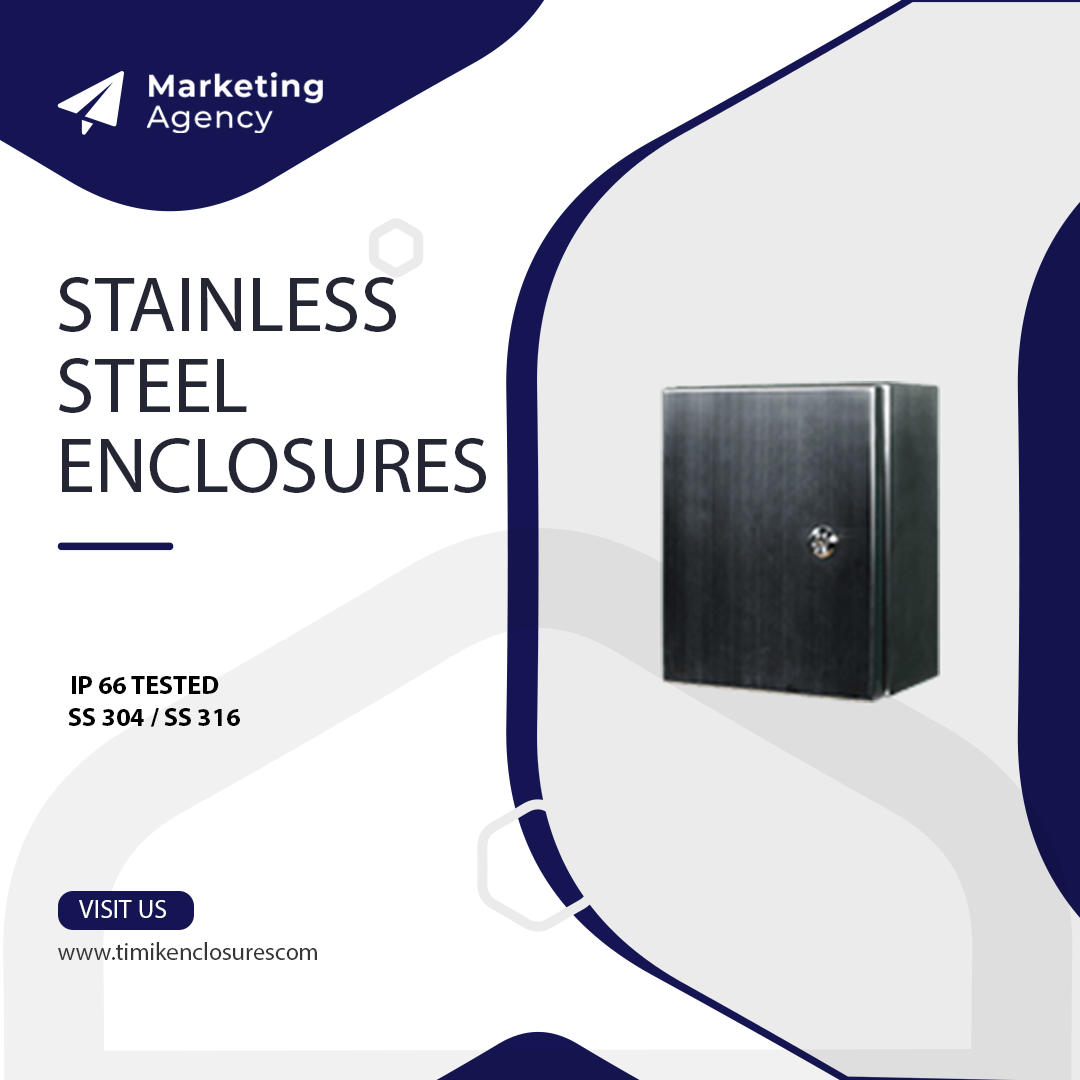 Marketing
Agency
STAINLESS
STEEL
ENCLOSURES
IP 66 TESTED
SS 304 / SS 316
VISIT US
www.timikenclosurescom